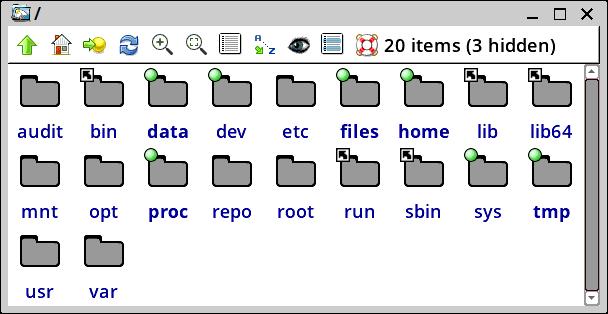 /
20 items (3 hidden)
audit bin data dev etc files home lib lib64
mnt opt proc repo root run sbin sys tmp
usr var